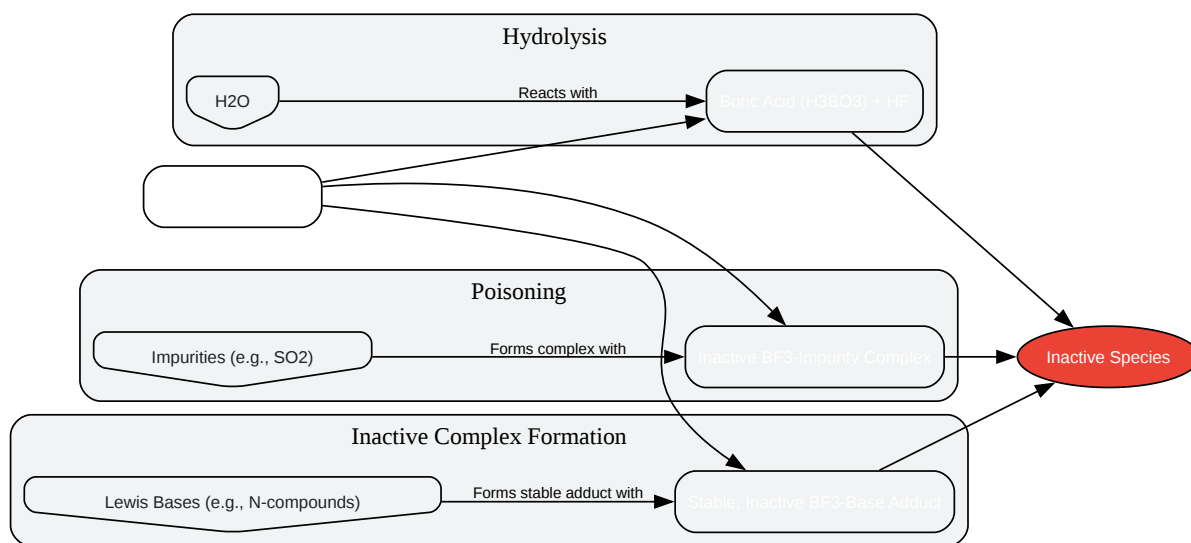 Hydrolysis
H2O
Reacts with
Boric Acid (H3BO3) + HF
Poisoning
Impurities (e.g., SO2)
Forms complex with
Inactive BF3-Impurity Complex
Inactive Species
Inactive Complex Formation
Lewis Bases (e.g., N-compounds)
Forms stable adduct with
Stable, Inactive BF3-Base Adduct